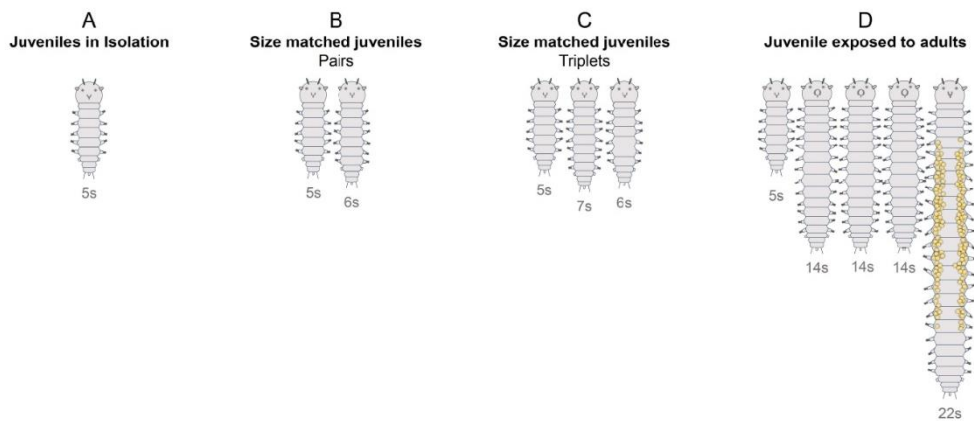 A
Juveniles in Isolation
5s
B
Size matched juveniles
Pairs
5s
6s
C
Size matched juveniles
Triplets
5s
7s
6s
D
Juvenile exposed to adults
5s
14s
14s
14s
22s